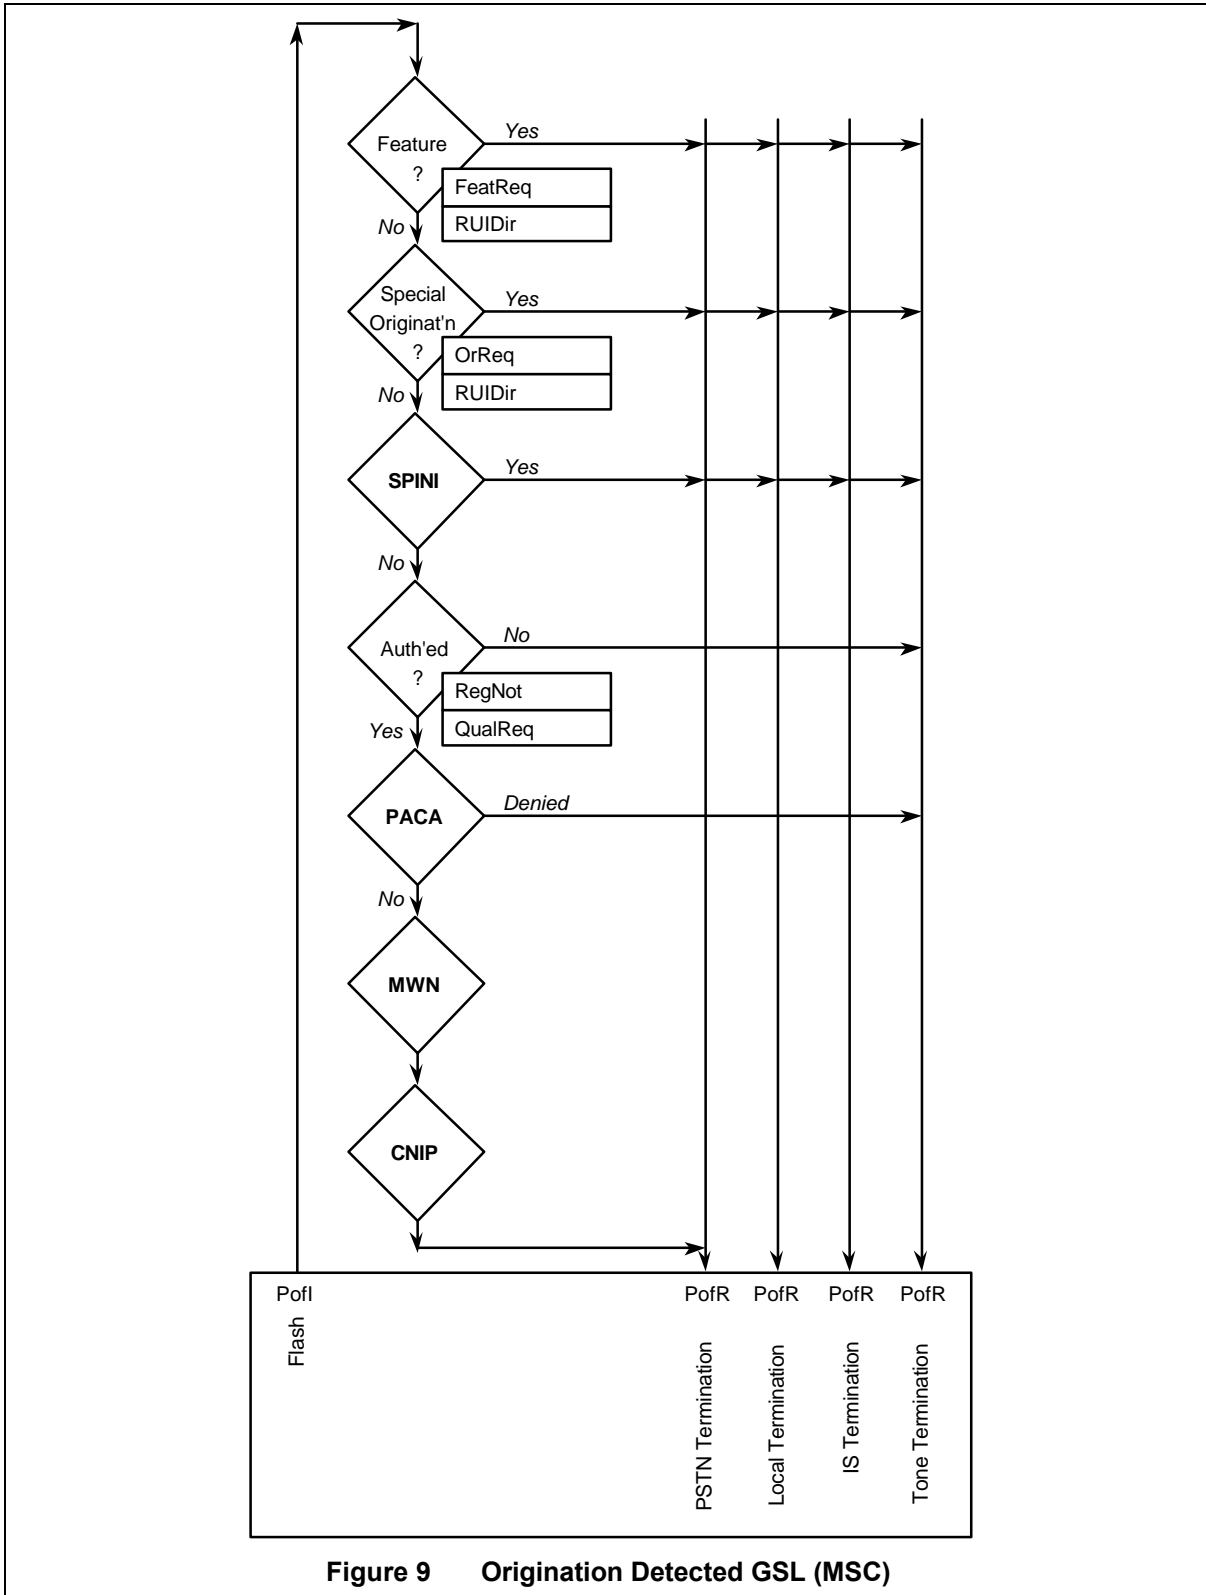 Feature
?
Yes
FeatReq
RUIDir
No
Special
Originat'n
?
Yes
OrReq
RUIDir
No
SPINI
Yes
No
Auth'ed
?
No
RegNot
QualReq
Yes
PACA
Denied
No
MWN
CNIP
PofI
PofR
PofR
PofR
PofR
Flash
PSTN Termination
Local Termination
IS Termination
Tone Termination
Figure 9 Origination Detected GSL (MSC)